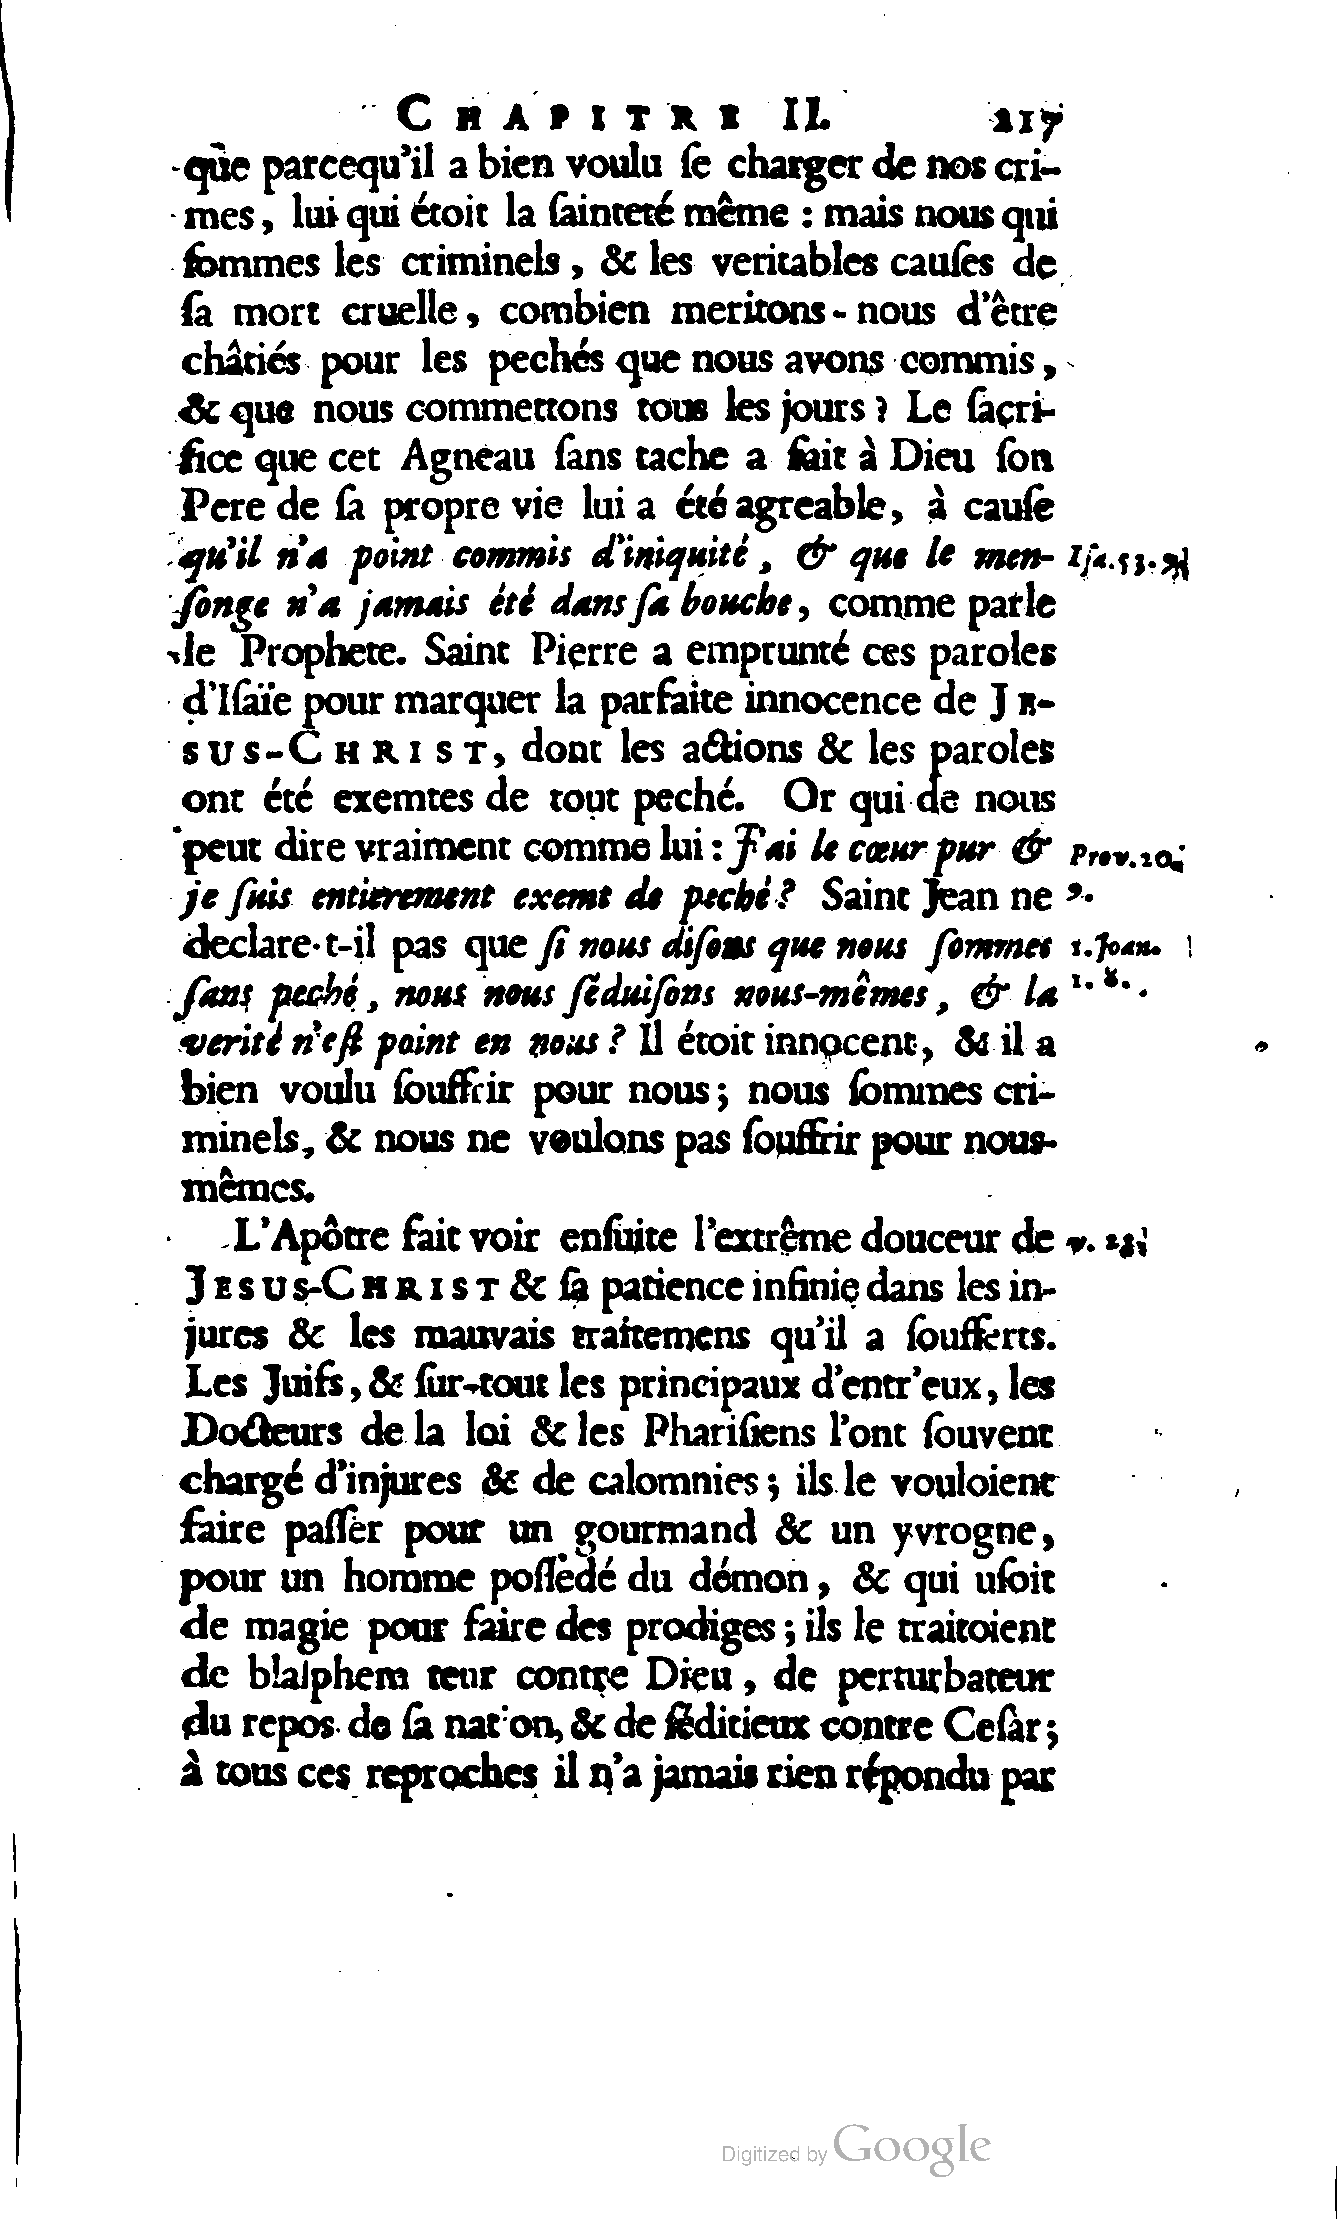 CHAPITRE II. 217
que parcequ'il a bien voulu ſe charger de nos cri-
mes, lui qui étoit la ſainteté même : mais nous qui
ſommes les criminels, & les veritables cauſes de
ſa mort cruelle, combien meritons-nous d'être
châtiés pour les pechés que nous avons commis,
& que nous commettons tous les jours ? Le ſacri-
fice que cet Agneau ſans tache a fait à Dieu ſon
Pere de ſa propre vie lui a été agreable, à cauſe
qu'il n'a point commis d'iniquité, & que le men- Iſa. 53. 9.
ſonge n'a jamais été dans ſa bouche, comme parle
le Prophete. Saint Pierre a emprunté ces paroles
d'Iſaïe pour marquer la parfaite innocence de JE-
SUS-CHRIST, dont les actions & les paroles
ont été exemtes de tout peché. Or qui de nous
peut dire vraiment comme lui : J'ai le cœur pur & Prov. 20.
je ſuis entierement exemt de peché ? Saint Jean ne 9.
declare-t-il pas que ſi nous diſons que nous ſommes 1. Joan.
ſans peché, nous nous ſéduiſons nous-mêmes, & la 1. 8.
verité n'eſt point en nous ? Il étoit innocent, & il a
bien voulu ſouffrir pour nous ; nous ſommes cri-
minels, & nous ne voulons pas ſouffrir pour nous-
mêmes.
L'Apôtre fait voir enſuite l'extrême douceur de v. 23.
JESUS-CHRIST & ſa patience infinie dans les in-
jures & les mauvais traitemens qu'il a soufferts.
Les Juifs, & ſur-tout les principaux d'entr'eux, les
Docteurs de la loi & les Phariſiens l'ont ſouvent
chargé d'injures & de calomnies ; ils le vouloient
faire paſſer pour un gourmand & un yvrogne,
pour un homme poſſedé du démon, & qui uſoit
de magie pour faire des prodiges ; ils le traitoient
de blaſphem teur contre Dieu, de perturbateur
du repos de ſa nation, & de ſéditieux contre Ceſar ;
à tous ces reproches il n'a jamais rien répondu par
Digitized by Google